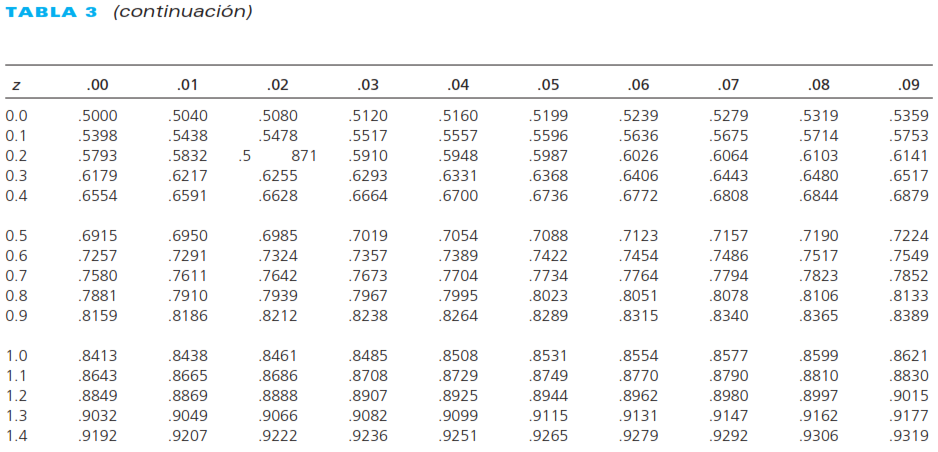 TABLA 3 (continuación)
z .00 .01 .02 .03 .04 .05 .06 .07 .08 .09
0.0 .5000 .5040 .5080 .5120 .5160 .5199 .5239 .5279 .5319 .5359
0.1 .5398 .5438 .5478 .5517 .5557 .5596 .5636 .5675 .5714 .5753
0.2 .5793 .5832 .5 871 .5910 .5948 .5987 .6026 .6064 .6103 .6141
0.3 .6179 .6217 .6255 .6293 .6331 .6368 .6406 .6443 .6480 .6517
0.4 .6554 .6591 .6628 .6664 .6700 .6736 .6772 .6808 .6844 .6879
0.5 .6915 .6950 .6985 .7019 .7054 .7088 .7123 .7157 .7190 .7224
0.6 .7257 .7291 .7324 .7357 .7389 .7422 .7454 .7486 .7517 .7549
0.7 .7580 .7611 .7642 .7673 .7704 .7734 .7764 .7794 .7823 .7852
0.8 .7881 .7910 .7939 .7967 .7995 .8023 .8051 .8078 .8106 .8133
0.9 .8159 .8186 .8212 .8238 .8264 .8289 .8315 .8340 .8365 .8389
1.0 .8413 .8438 .8461 .8485 .8508 .8531 .8554 .8577 .8599 .8621
1.1 .8643 .8665 .8686 .8708 .8729 .8749 .8770 .8790 .8810 .8830
1.2 .8849 .8869 .8888 .8907 .8925 .8944 .8962 .8980 .8997 .9015
1.3 .9032 .9049 .9066 .9082 .9099 .9115 .9131 .9147 .9162 .9177
1.4 .9192 .9207 .9222 .9236 .9251 .9265 .9279 .9292 .9306 .9319